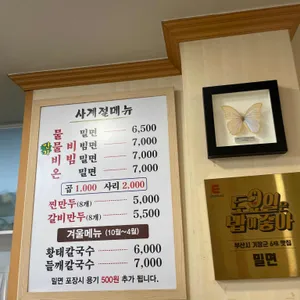 사계절메뉴
물 밀면 6,500
물 비빔 밀면 7,000
비빔 밀면 7,000
온 밀면 7,000
곱 1,000 사리 2,000
찐만두(8개) 5,000
갈비만두(8개) 5,500
겨울메뉴 (10월~4월)
황태칼국수 6,000
들깨칼국수 7,000
밀면 포장시 용기 500원 추가 됩니다.
밀면